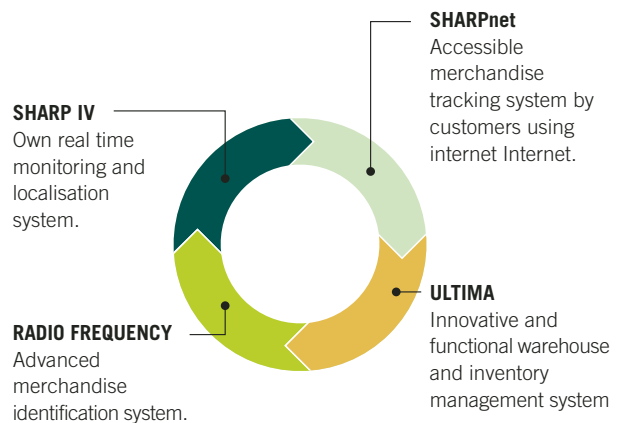 SHARPnet
Accessible
merchandise
tracking system by
customers using
internet Internet.
SHARP IV
Own real time
monitoring and
localisation
system.
ULTIMA
Innovative and
functional warehouse
and inventory
management system
RADIO FREQUENCY
Advanced
merchandise
identification system.